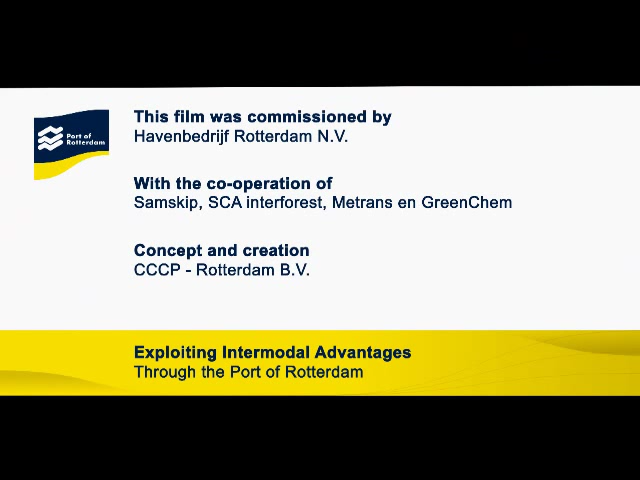 Port of
Rotterdam
This film was commissioned by
Havenbedrijf Rotterdam N.V.
With the co-operation of
Samskip, SCA interforest, Metrans en GreenChem
Concept and creation
CCCP - Rotterdam B.V.
Exploiting Intermodal Advantages
Through the Port of Rotterdam